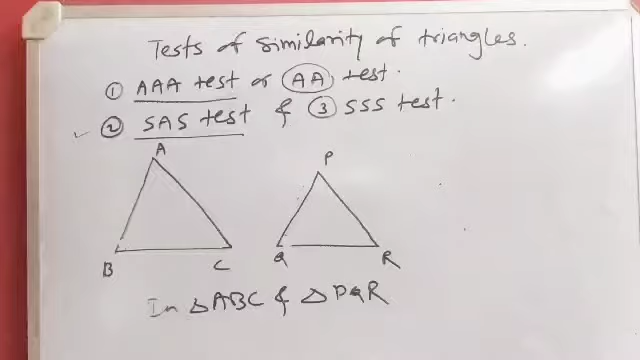 Tests of similarity of triangles.
① AAA test or AA test.
② SAS test & ③ SSS test.
A
P
B
C
Q
R
In △ABC & △PQR